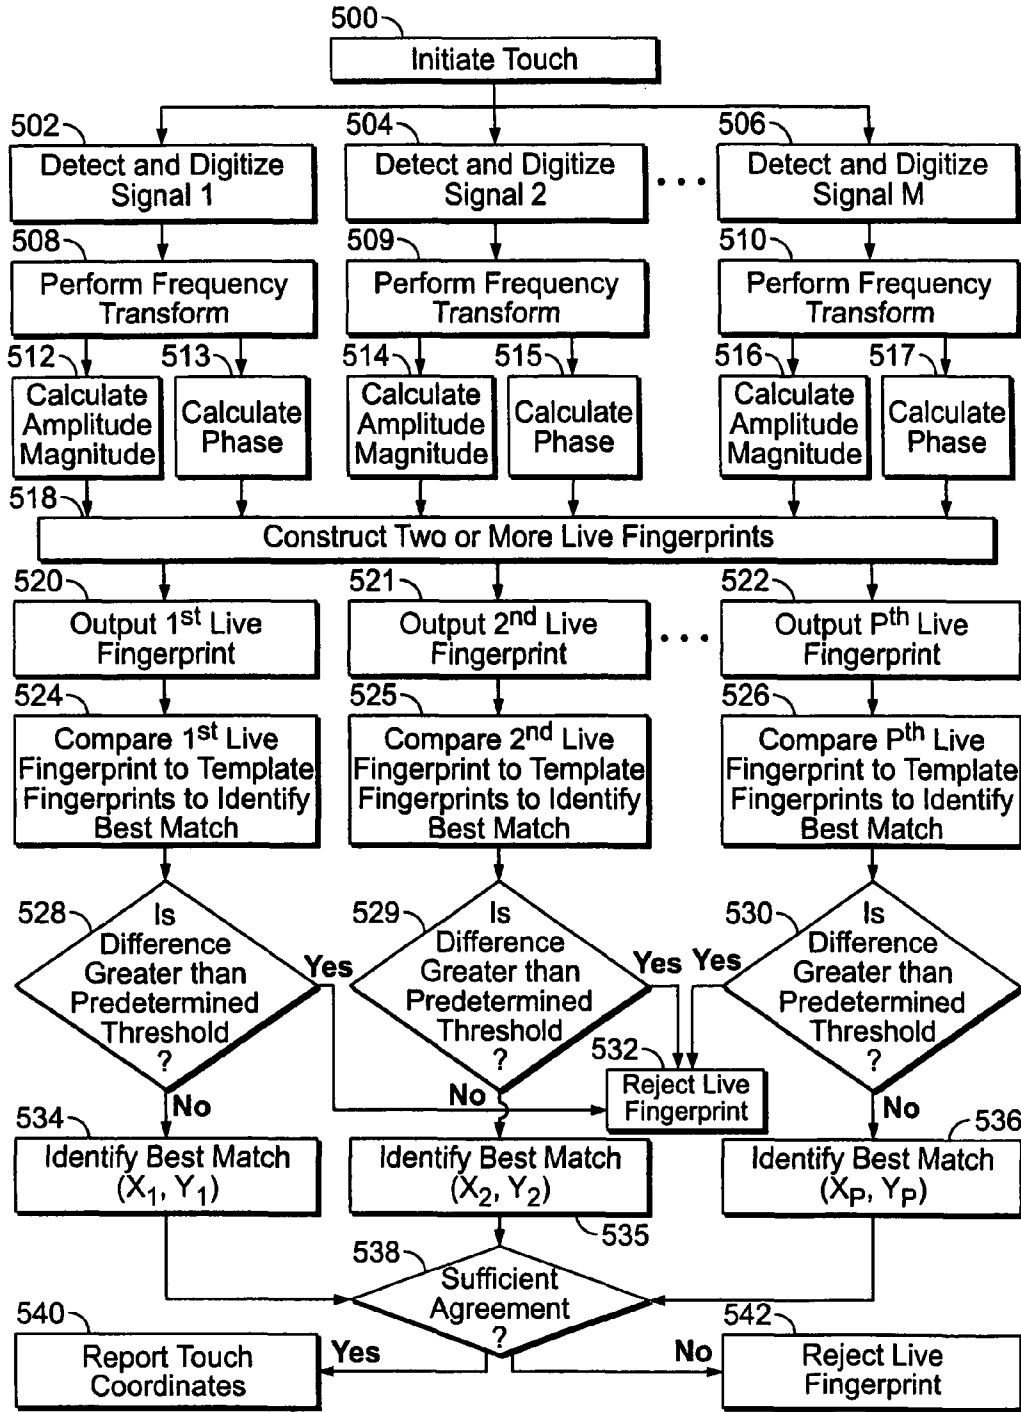 500
Initiate Touch
502
504
506
Detect and Digitize
Signal 1
Detect and Digitize
Signal 2
• • •
Detect and Digitize
Signal M
508
509
510
Perform Frequency
Transform
Perform Frequency
Transform
Perform Frequency
Transform
512
513
514
515
516
517
Calculate
Amplitude
Magnitude
Calculate
Phase
Calculate
Amplitude
Magnitude
Calculate
Phase
Calculate
Amplitude
Magnitude
Calculate
Phase
518
Construct Two or More Live Fingerprints
520
521
522
Output 1st Live
Fingerprint
Output 2nd Live
Fingerprint
• • •
Output Pth Live
Fingerprint
524
525
526
Compare 1st Live
Fingerprint to Template
Fingerprints to Identify
Best Match
Compare 2nd Live
Fingerprint to Template
Fingerprints to Identify
Best Match
Compare Pth Live
Fingerprint to Template
Fingerprints to Identify
Best Match
528
Is
Difference
Greater than
Predetermined
Threshold
?
Yes
529
Is
Difference
Greater than
Predetermined
Threshold
?
Yes
Yes
530
Is
Difference
Greater than
Predetermined
Threshold
?
532
Reject Live
Fingerprint
No
No
No
534
Identify Best Match
(X1, Y1)
Identify Best Match
(X2, Y2)
535
536
Identify Best Match
(XP, YP)
538
Sufficient
Agreement
?
540
Yes
Report Touch
Coordinates
No
542
Reject Live
Fingerprint